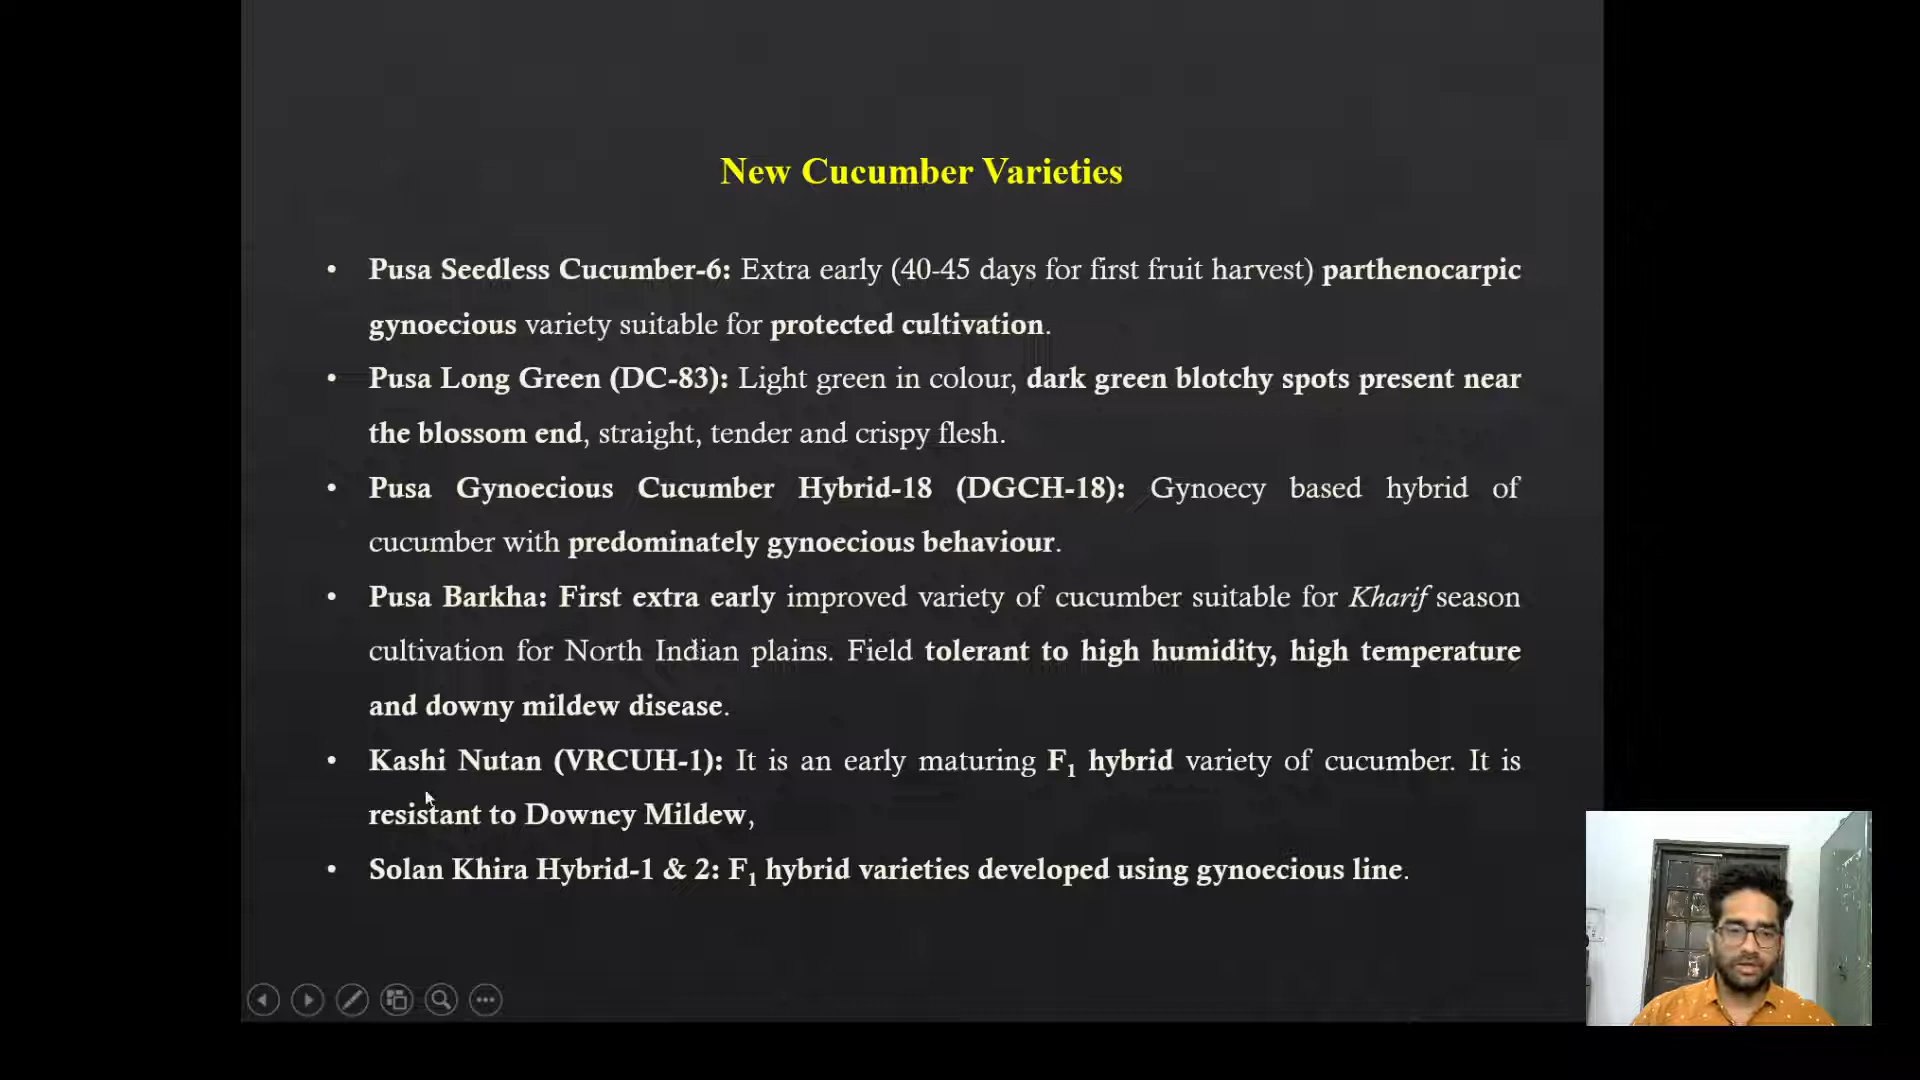 New Cucumber Varieties
• Pusa Seedless Cucumber-6: Extra early (40-45 days for first fruit harvest) parthenocarpic
gynoecious variety suitable for protected cultivation.
• Pusa Long Green (DC-83): Light green in colour, dark green blotchy spots present near
the blossom end, straight, tender and crispy flesh.
• Pusa Gynoecious Cucumber Hybrid-18 (DGCH-18): Gynoecy based hybrid of
cucumber with predominately gynoecious behaviour.
• Pusa Barkha: First extra early improved variety of cucumber suitable for Kharif season
cultivation for North Indian plains. Field tolerant to high humidity, high temperature
and downy mildew disease.
• Kashi Nutan (VRCUH-1): It is an early maturing F₁ hybrid variety of cucumber. It is
resistant to Downey Mildew,
• Solan Khira Hybrid-1 & 2: F₁ hybrid varieties developed using gynoecious line.